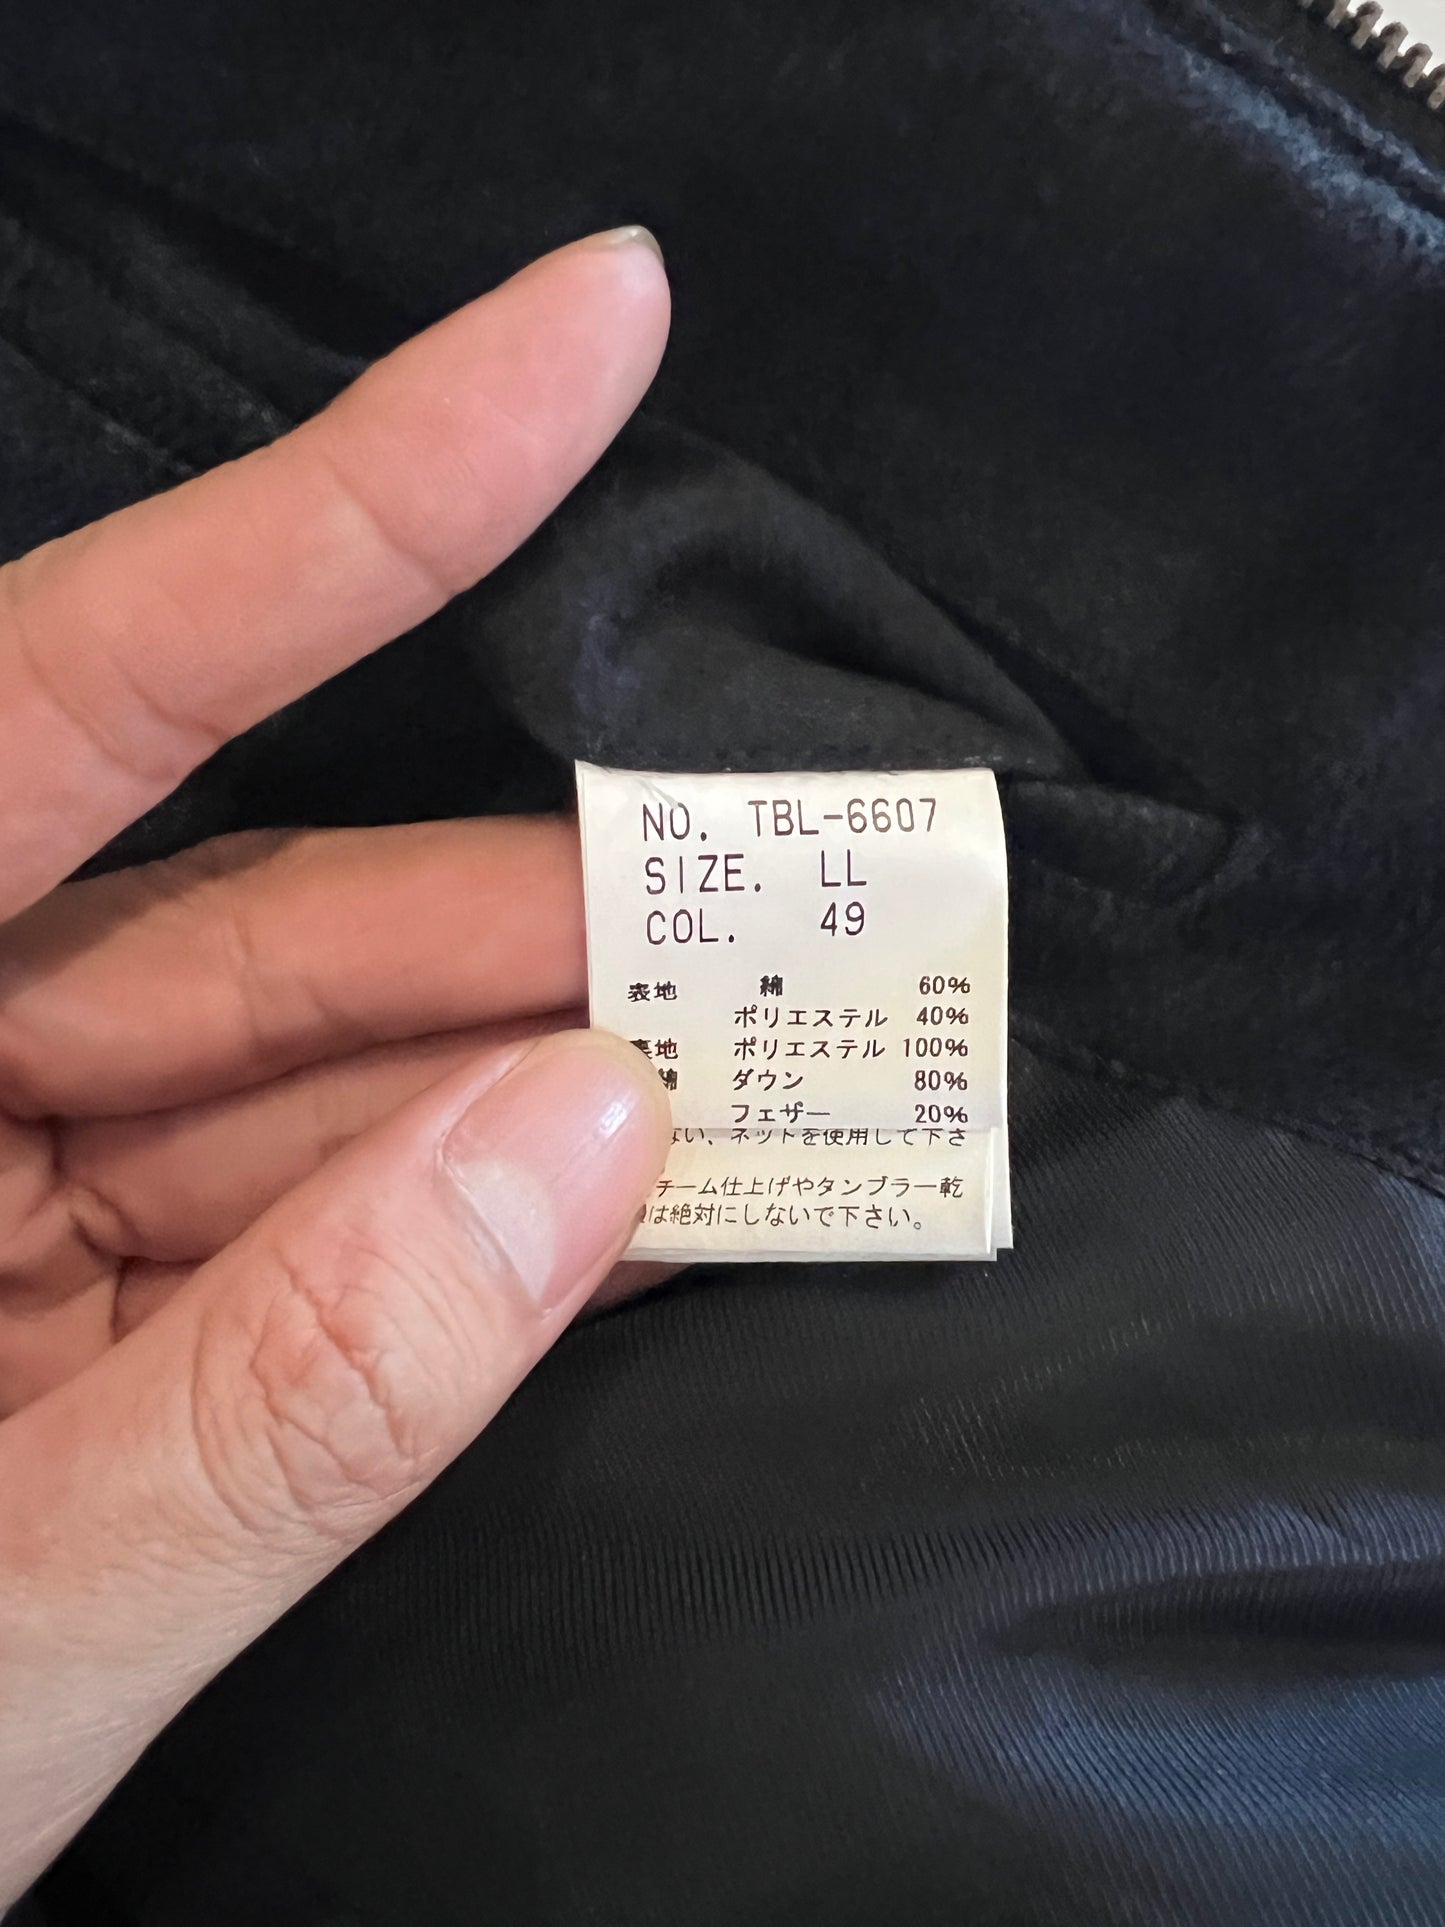 NO. TBL-6607
SIZE. LL
COL. 49
表地 綿 60%
ポリエステル 40%
裏地 ポリエステル 100%
綿 ダウン 80%
フェザー 20%
ない、ネットを使用して下さ
チーム仕上げやタンブラー乾
は絶対にしないで下さい。